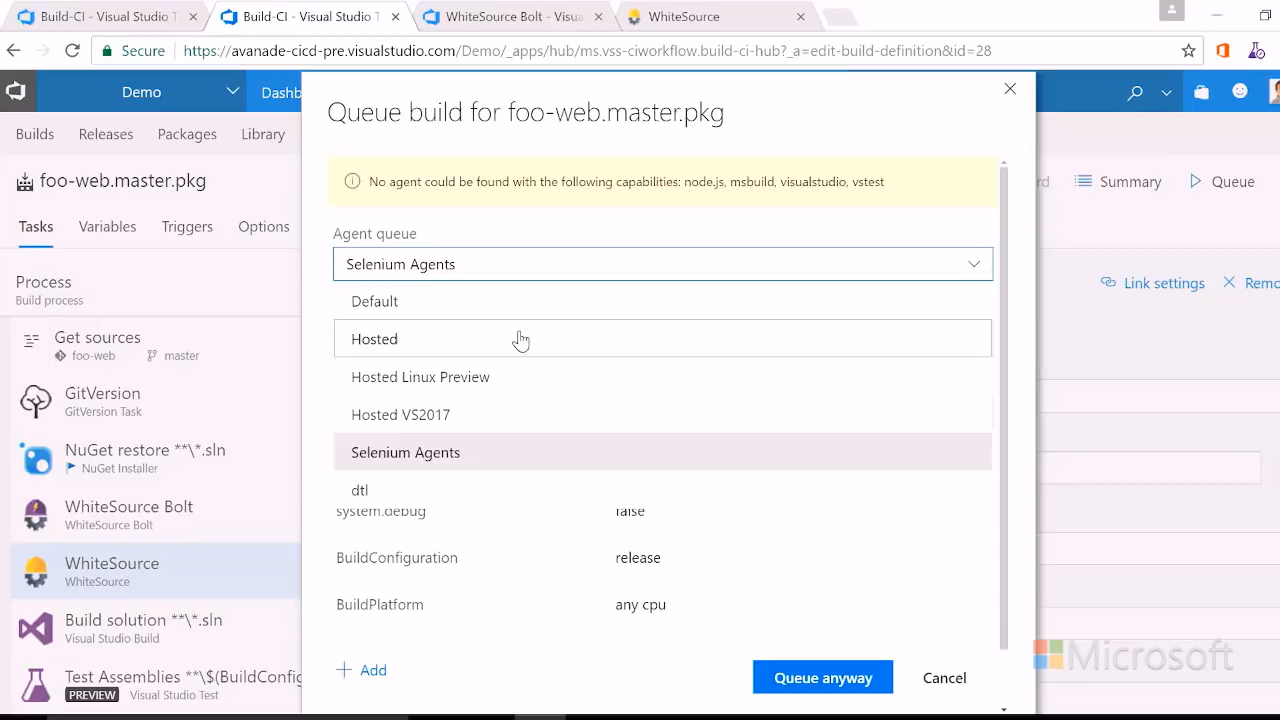 Build-CI - Visual Studio T
Build-CI - Visual Studio T
WhiteSource Bolt - Visua
WhiteSource
Secure
https://avanade-cicd-pre.visualstudio.com/Demo/_apps/hub/ms.vss-ciworkflow.build-ci-hub?_a=edit-build-definition&id=28
Demo
Dashb
Builds
Releases
Packages
Library
foo-web.master.pkg
rd
Summary
Queue
Tasks
Variables
Triggers
Options
Process
Build process
Link settings
Remo
Get sources
foo-web
master
GitVersion
GitVersion Task
NuGet restore **\*.sln
NuGet Installer
WhiteSource Bolt
WhiteSource Bolt
WhiteSource
WhiteSource
Build solution **\*.sln
Visual Studio Build
Test Assemblies **\$(BuildConfig
PREVIEW Visual Studio Test
Queue build for foo-web.master.pkg
No agent could be found with the following capabilities: node.js, msbuild, visualstudio, vstest
Agent queue
Selenium Agents
Default
Hosted
Hosted Linux Preview
Hosted VS2017
Selenium Agents
dtl
system.debug
false
BuildConfiguration
release
BuildPlatform
any cpu
Add
Queue anyway
Cancel
Microsoft